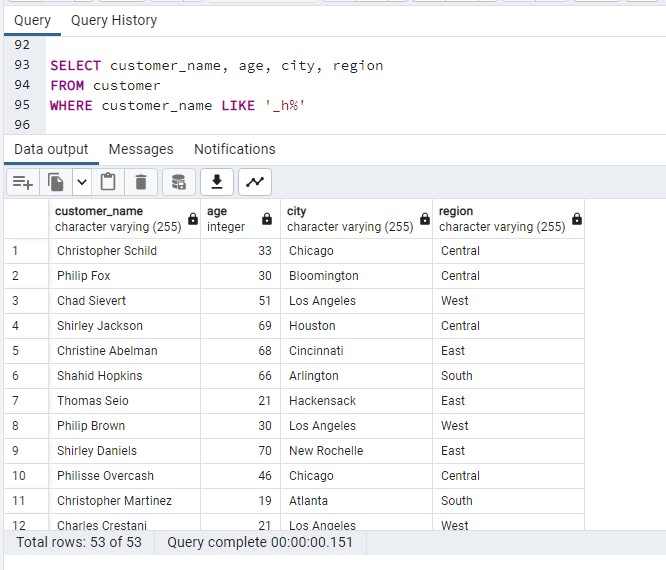 Query Query History
92
93 SELECT customer_name, age, city, region
94 FROM customer
95 WHERE customer_name LIKE '_h%'
96
Data output Messages Notifications
customer_name age city region
character varying (255) integer character varying (255) character varying (255)
1 Christopher Schild 33 Chicago Central
2 Philip Fox 30 Bloomington Central
3 Chad Sievert 51 Los Angeles West
4 Shirley Jackson 69 Houston Central
5 Christine Abelman 68 Cincinnati East
6 Shahid Hopkins 66 Arlington South
7 Thomas Seio 21 Hackensack East
8 Philip Brown 30 Los Angeles West
9 Shirley Daniels 70 New Rochelle East
10 Philisse Overcash 46 Chicago Central
11 Christopher Martinez 19 Atlanta South
12 Charles Crestani 21 Los Angeles West
Total rows: 53 of 53 Query complete 00:00:00.151